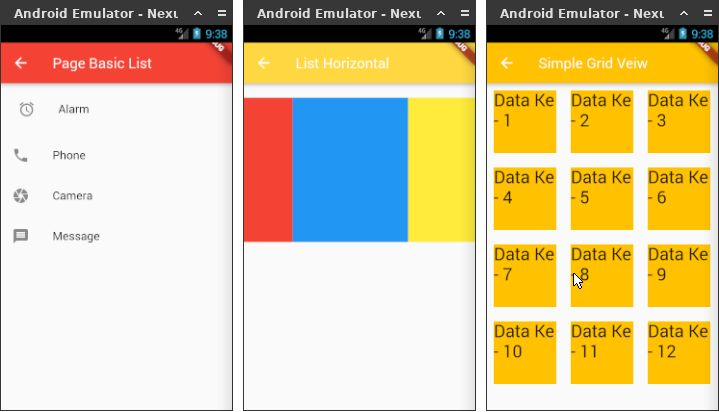 Android Emulator - Nexu
4G 9:38
Page Basic List
Alarm
Phone
Camera
Message
Android Emulator - Nexu
4G 9:38
List Horizontal
Android Emulator - Nexu
4G 9:38
Simple Grid Veiw
Data Ke
- 1
Data Ke
- 2
Data Ke
- 3
Data Ke
- 4
Data Ke
- 5
Data Ke
- 6
Data Ke
- 7
Data Ke
- 8
Data Ke
- 9
Data Ke
- 10
Data Ke
- 11
Data Ke
- 12